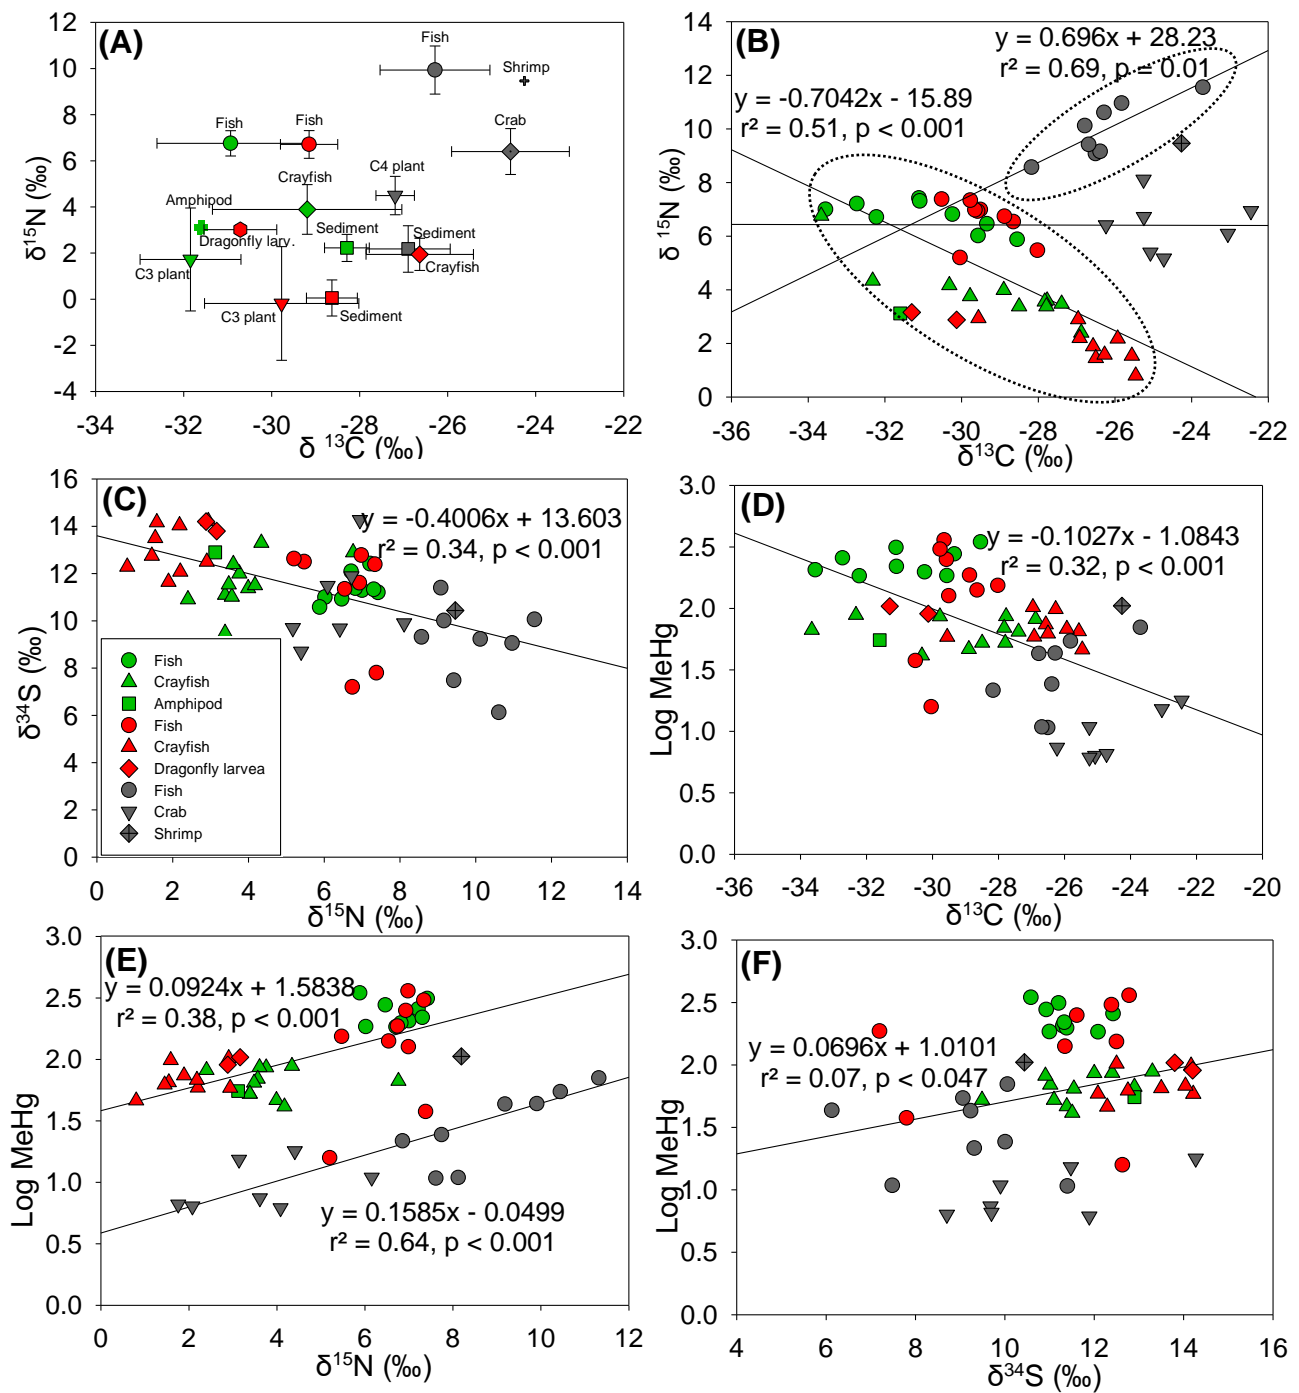 (A)
12
10
8
6
4
2
0
-2
-4
δ¹⁵N (‰)
Fish
Shrimp
Fish
Fish
Crab
C4 plant
Crayfish
Amphipod
Dragonfly larv.
Sediment
Sediment
C3 plant
Crayfish
C3 plant
Sediment
-34 -32 -30 -28 -26 -24 -22
δ ¹³C (‰)
(B)
y = 0.696x + 28.23
r² = 0.69, p = 0.01
y = -0.7042x - 15.89
r² = 0.51, p < 0.001
14
12
10
8
6
4
2
0
δ ¹⁵N (‰)
-36 -34 -32 -30 -28 -26 -24 -22
δ¹³C (‰)
(C)
y = -0.4006x + 13.603
r² = 0.34, p < 0.001
16
14
12
10
8
6
4
2
0
δ³⁴S (‰)
Fish
Crayfish
Amphipod
Fish
Crayfish
Dragonfly larvea
Fish
Crab
Shrimp
0 2 4 6 8 10 12 14
δ¹⁵N (‰)
(D)
y = -0.1027x - 1.0843
r² = 0.32, p < 0.001
3.0
2.5
2.0
1.5
1.0
0.5
0.0
Log MeHg
-36 -34 -32 -30 -28 -26 -24 -22 -20
δ¹³C (‰)
(E)
y = 0.0924x + 1.5838
r² = 0.38, p < 0.001
y = 0.1585x - 0.0499
r² = 0.64, p < 0.001
3.0
2.5
2.0
1.5
1.0
0.5
0.0
Log MeHg
0 2 4 6 8 10 12
δ¹⁵N (‰)
(F)
y = 0.0696x + 1.0101
r² = 0.07, p < 0.047
3.0
2.5
2.0
1.5
1.0
0.5
0.0
Log MeHg
4 6 8 10 12 14 16
δ³⁴S (‰)